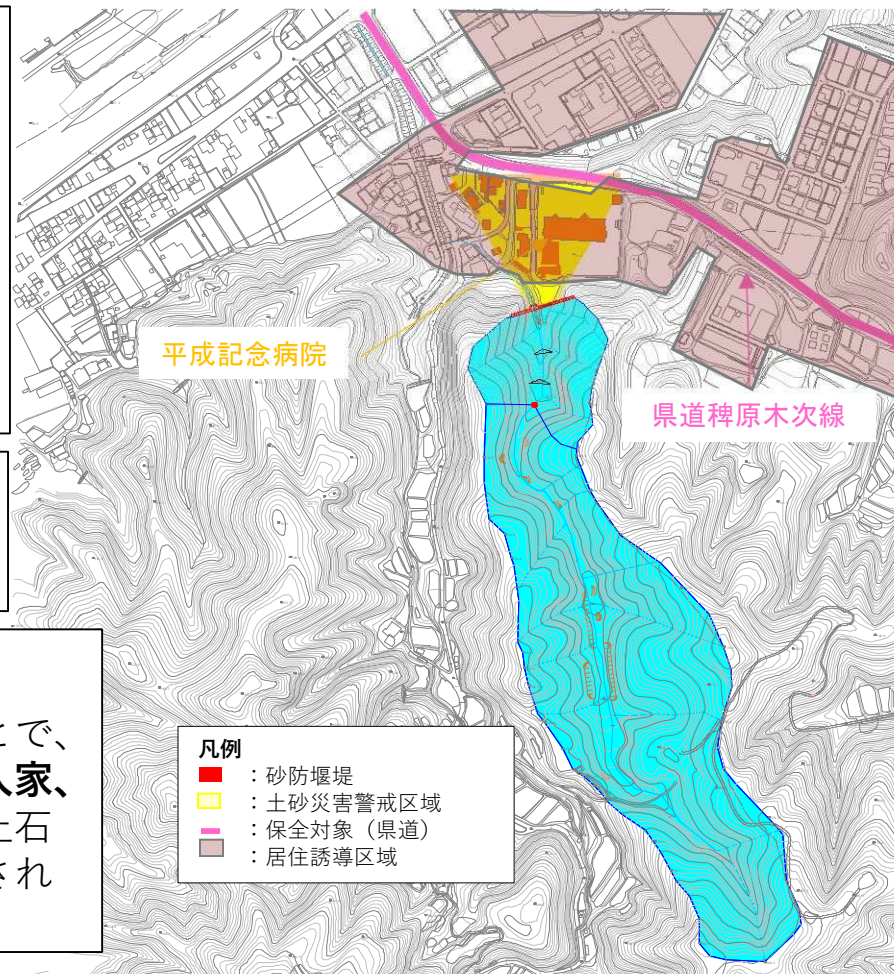 平成記念病院
県道稗原木次線
とで、
人家、
土石
され
凡例
：砂防堰堤
：土砂災害警戒区域
：保全対象（県道）
：居住誘導区域